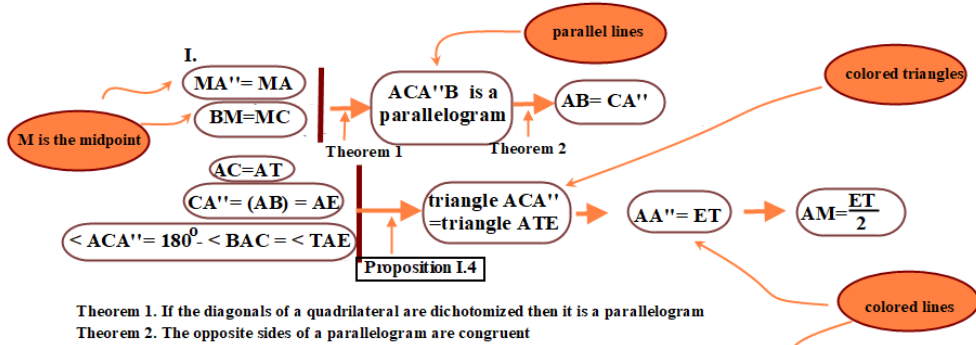 parallel lines
I.
MA''= MA
colored triangles
ACA''B is a
parallelogram
AB= CA''
BM=MC
M is the midpoint
Theorem 1
Theorem 2
AC=AT
CA''= (AB) = AE
triangle ACA''
=triangle ATE
AA''= ET
AM=ET/2
< ACA''= 180⁰- < BAC = < TAE
Proposition I.4
colored lines
Theorem 1. If the diagonals of a quadrilateral are dichotomized then it is a parallelogram
Theorem 2. The opposite sides of a parallelogram are congruent